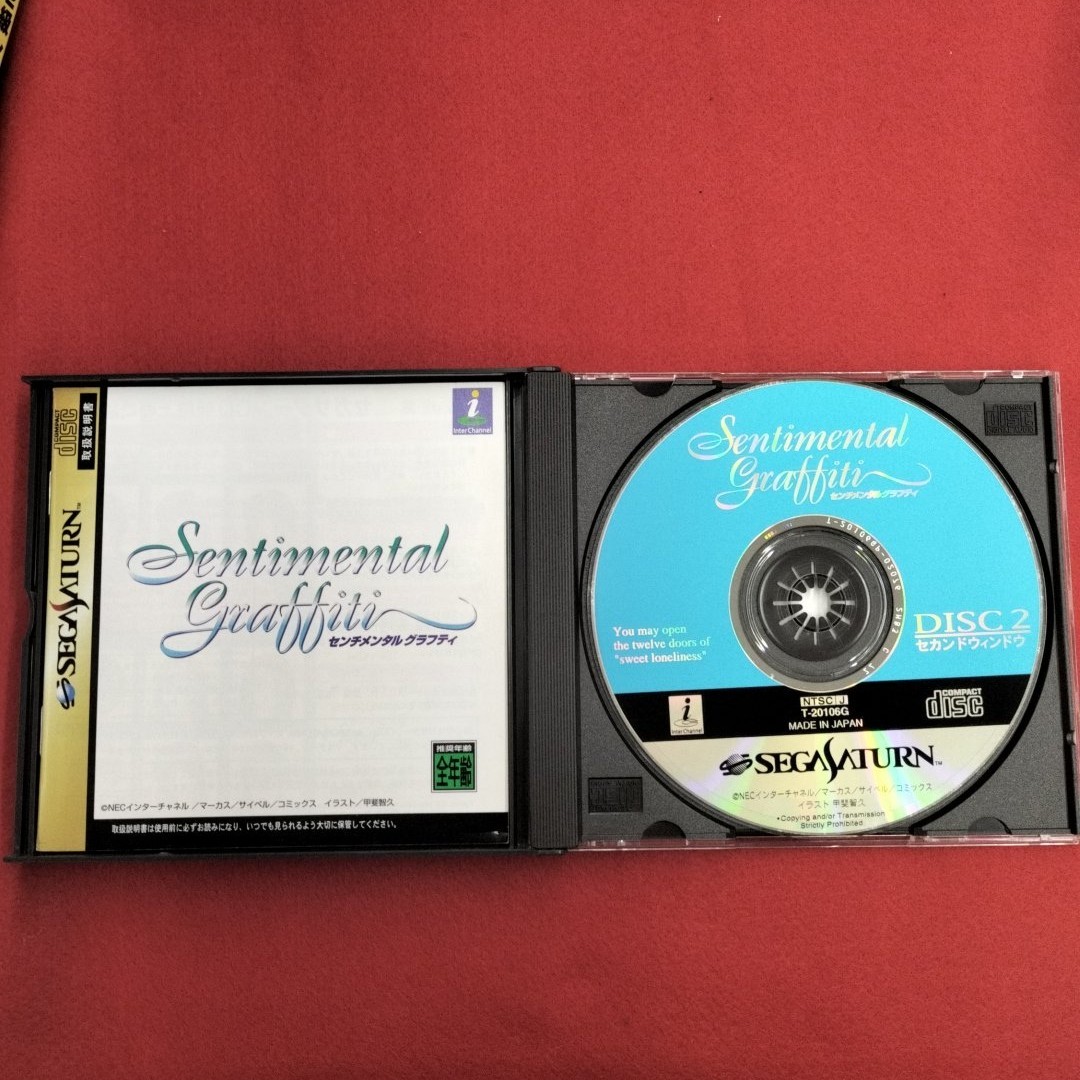 COMPACT
disc
取扱説明書
SEGA SATURN™
i
InterChannel
Sentimental
Graffiti
センチメンタル グラフティ
推奨年齢
全年齢
©NECインターチャネル/マーカス/サイベル/コミックス イラスト/甲斐智久
取扱説明書は使用前に必ずお読みになり、いつでも見られるよう大切に保管してください。
Sentimental
Graffiti
センチメンタル グラフティ
You may open
the twelve doors of
"sweet loneliness"
DISC 2
セカンドウィンドウ
i
InterChannel
NTSC J
T-20106G
MADE IN JAPAN
COMPACT
disc
SEGA SATURN™
©NECインターチャネル/マーカス/サイベル/コミックス
イラスト 甲斐智久
•Copying and/or Transmission
Strictly Prohibited.